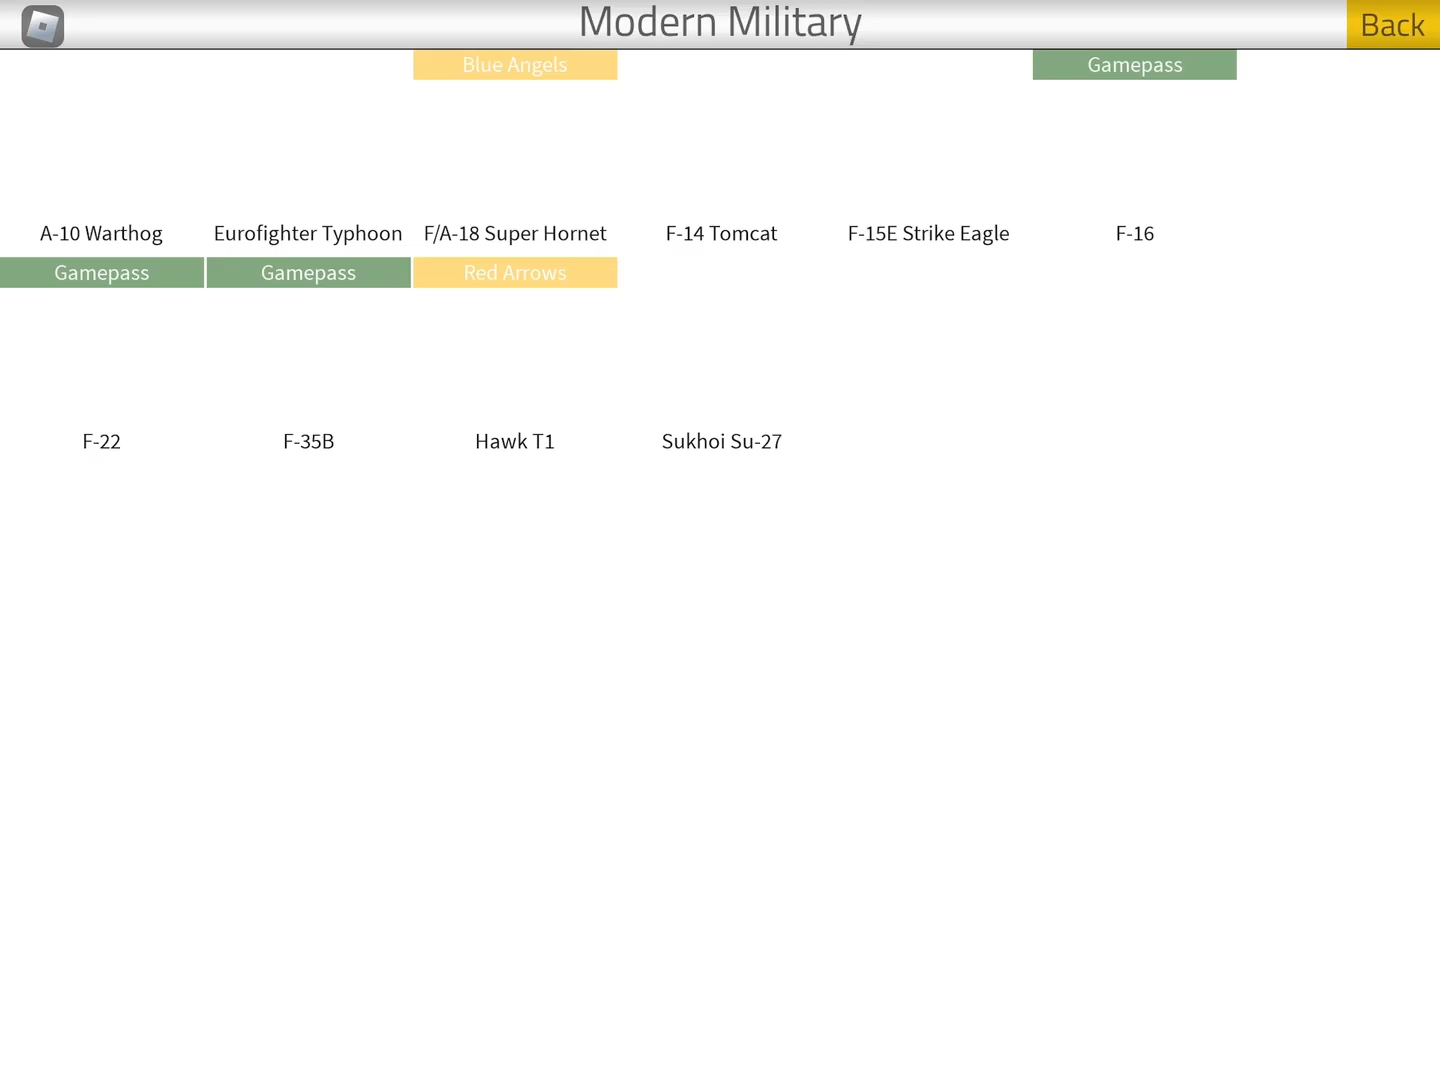 Modern Military
Back
Blue Angels
Gamepass
A-10 Warthog
Eurofighter Typhoon
F/A-18 Super Hornet
F-14 Tomcat
F-15E Strike Eagle
F-16
Gamepass
Gamepass
Red Arrows
F-22
F-35B
Hawk T1
Sukhoi Su-27